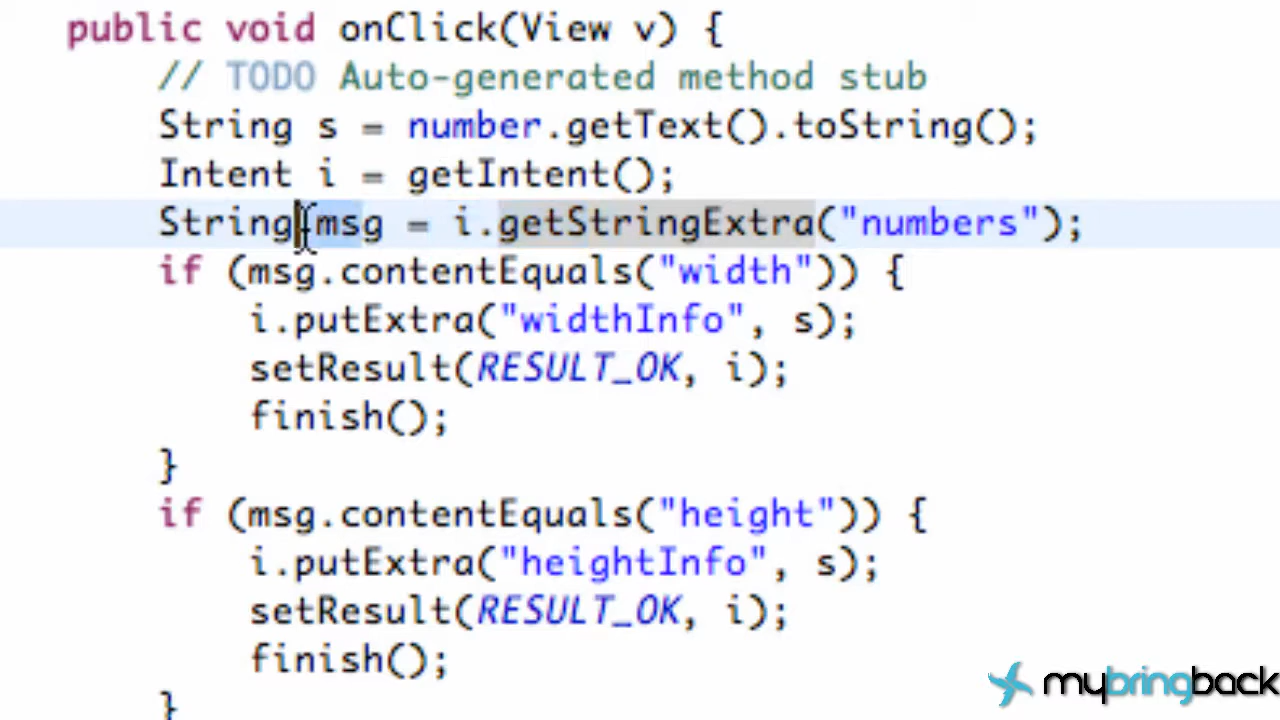 public void onClick(View v) {
// TODO Auto-generated method stub
String s = number.getText().toString();
Intent i = getIntent();
String msg = i.getStringExtra("numbers");
if (msg.contentEquals("width")) {
i.putExtra("widthInfo", s);
setResult(RESULT_OK, i);
finish();
}
if (msg.contentEquals("height")) {
i.putExtra("heightInfo", s);
setResult(RESULT_OK, i);
finish();
}
mybringback